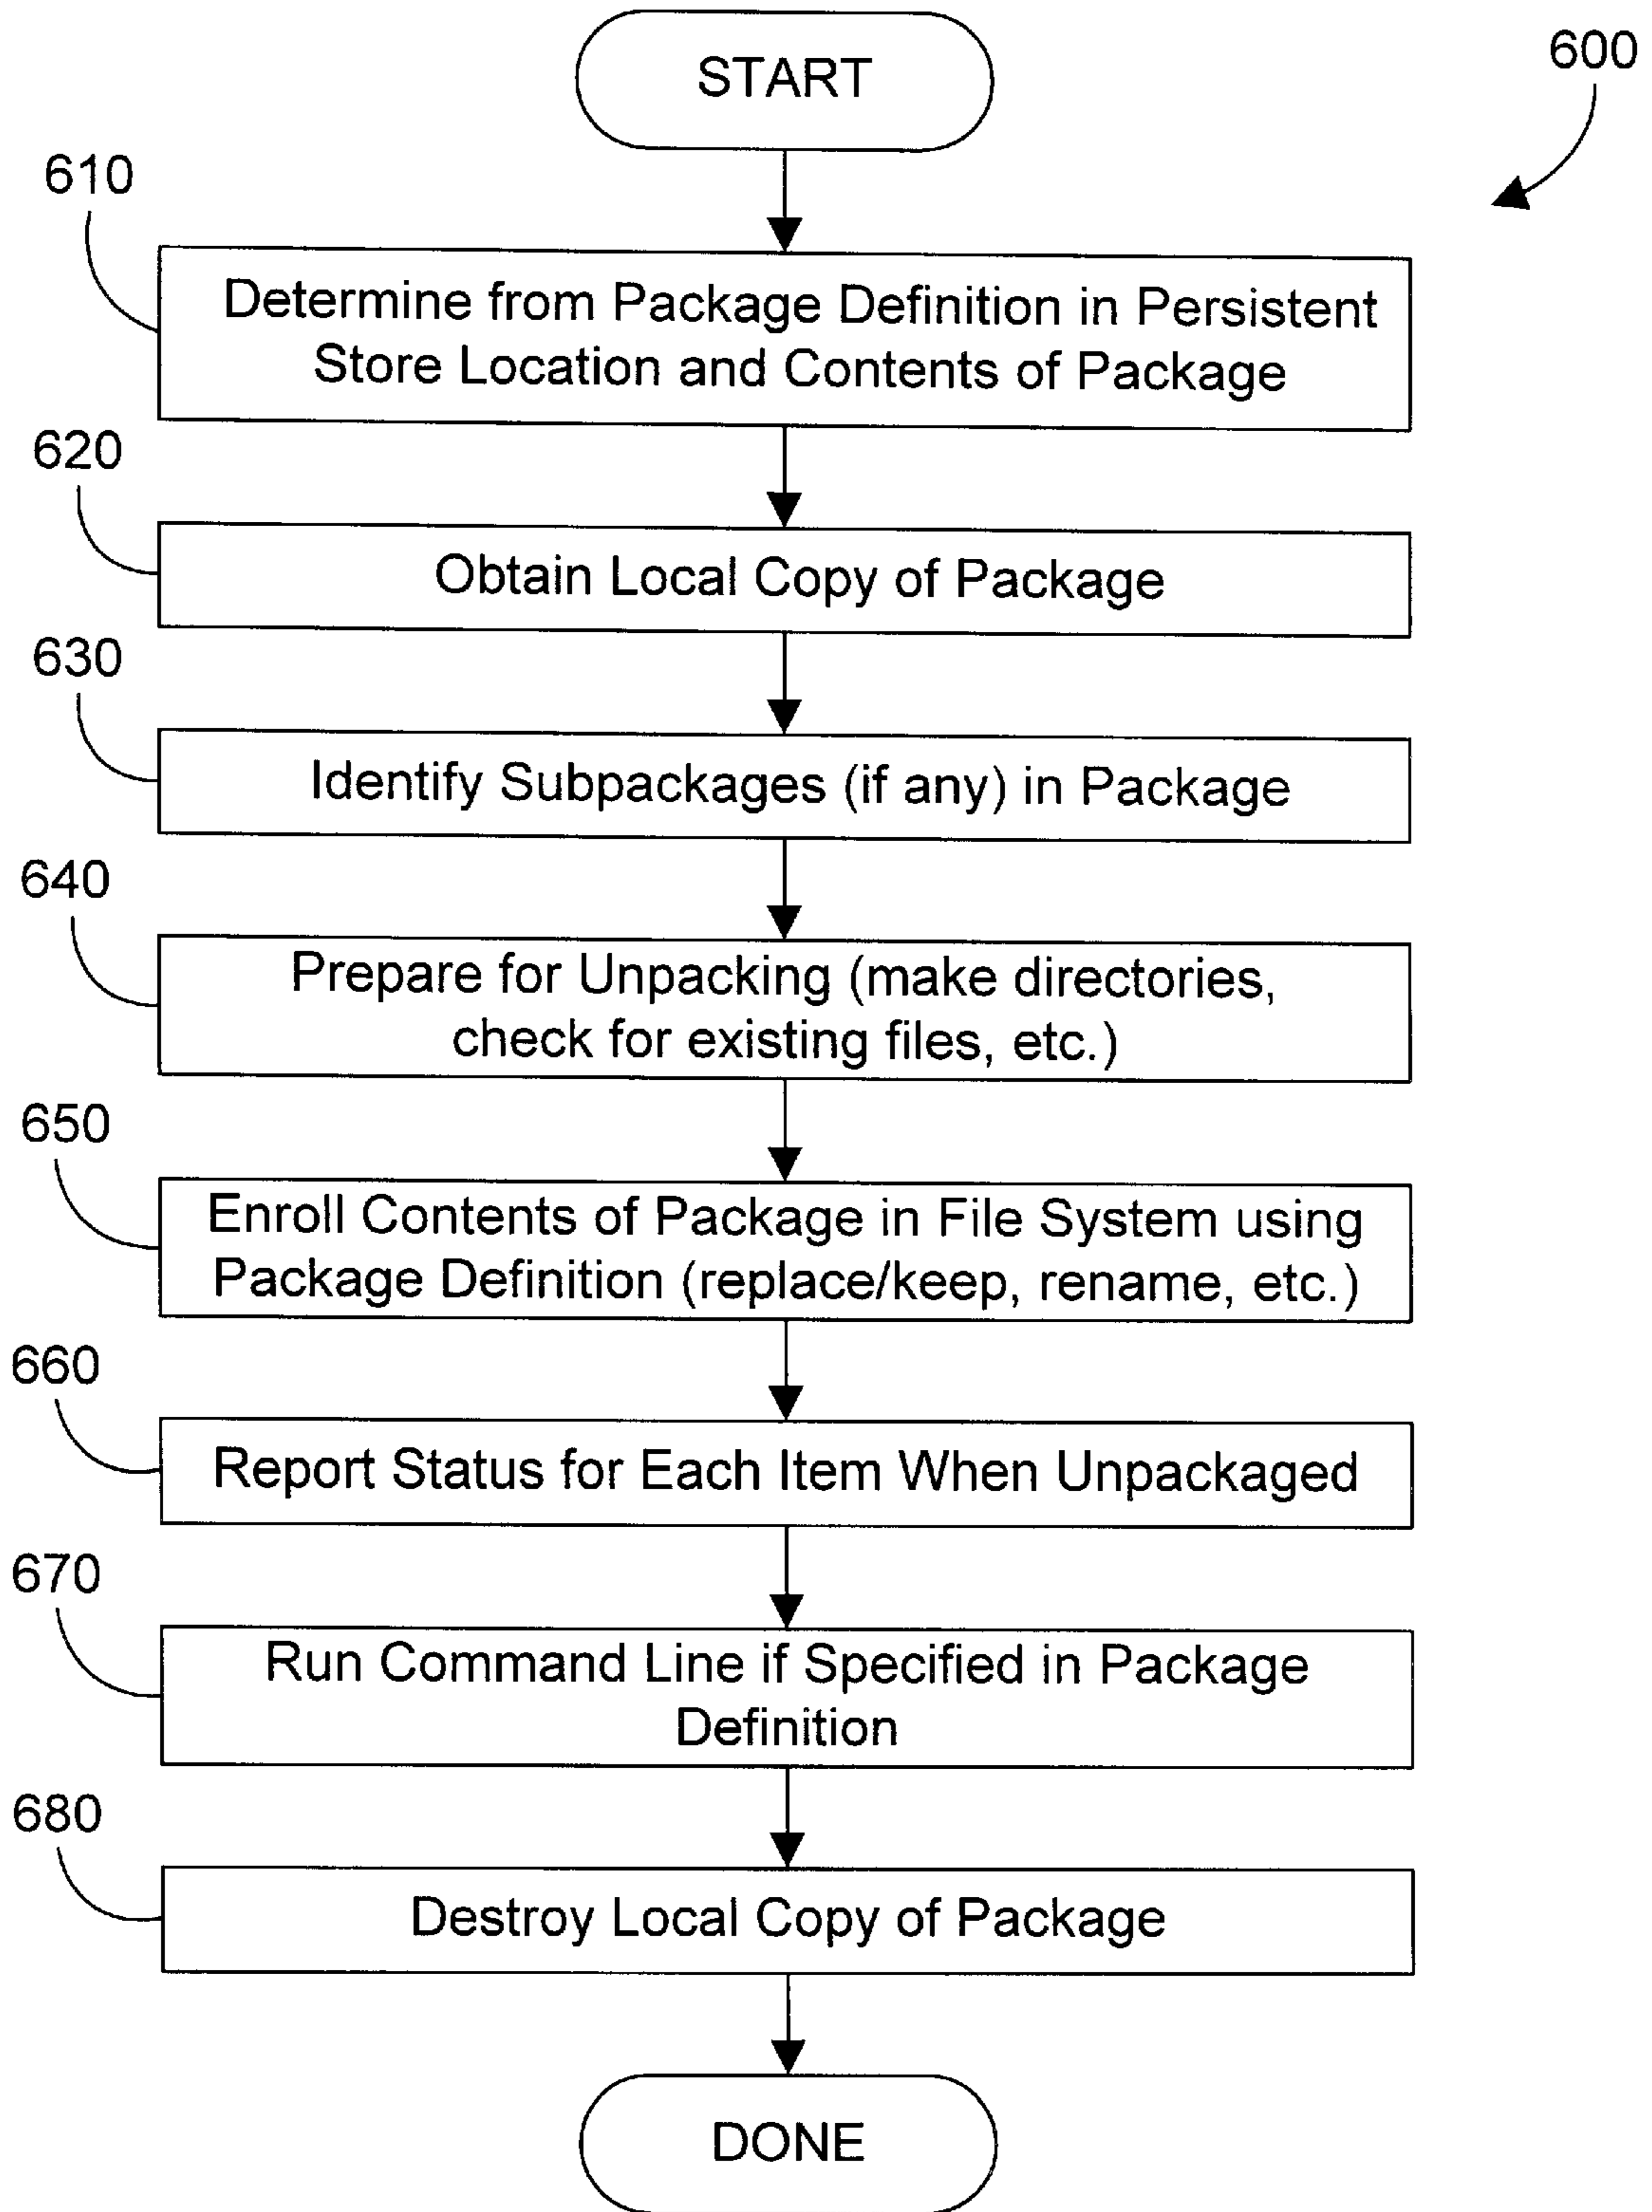 START
600
610
Determine from Package Definition in Persistent
Store Location and Contents of Package
620
Obtain Local Copy of Package
630
Identify Subpackages (if any) in Package
640
Prepare for Unpacking (make directories,
check for existing files, etc.)
650
Enroll Contents of Package in File System using
Package Definition (replace/keep, rename, etc.)
660
Report Status for Each Item When Unpackaged
670
Run Command Line if Specified in Package
Definition
680
Destroy Local Copy of Package
DONE